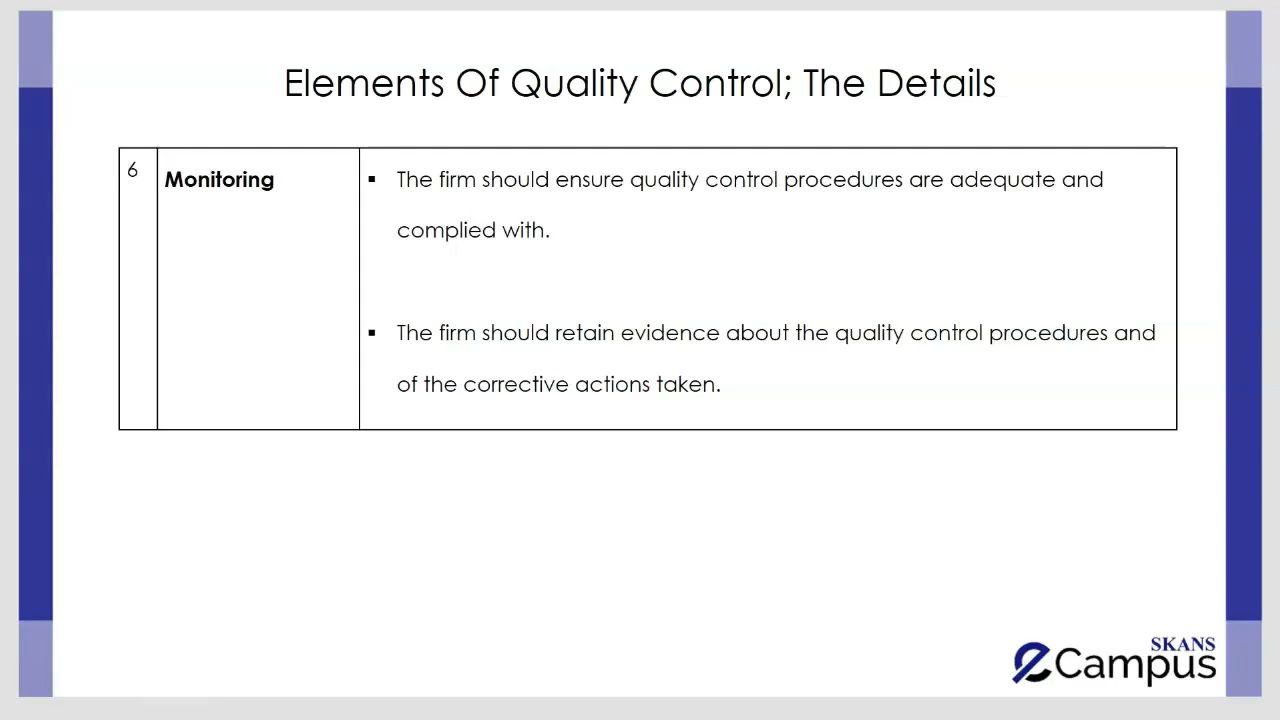 Elements Of Quality Control; The Details
6
Monitoring
▪ The firm should ensure quality control procedures are adequate and
complied with.
▪ The firm should retain evidence about the quality control procedures and
of the corrective actions taken.
SKANS
eCampus